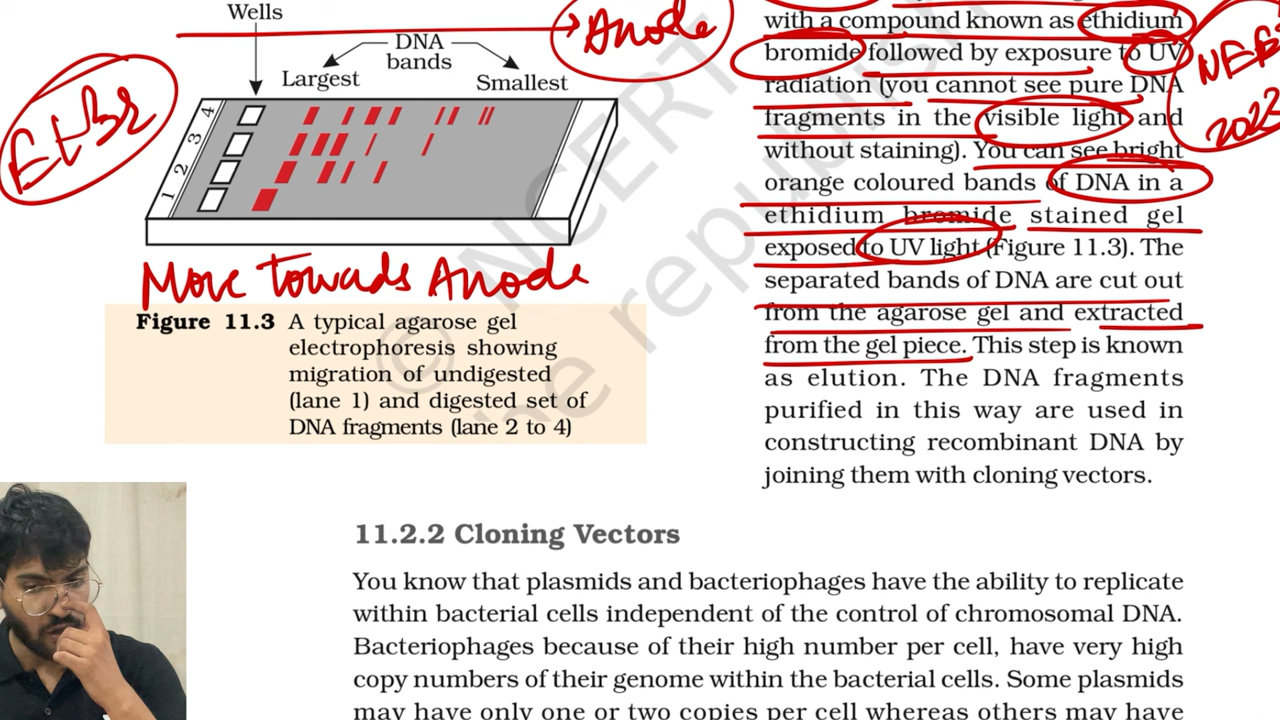 Wells
Anode
DNA
bands
Largest
Smallest
4
3
2
1
EtBr
Move towards Anode
Figure 11.3 A typical agarose gel
electrophoresis showing
migration of undigested
(lane 1) and digested set of
DNA fragments (lane 2 to 4)
with a compound known as ethidium
bromide followed by exposure to UV
radiation (you cannot see pure DNA
fragments in the visible light and
without staining). You can see bright
orange coloured bands of DNA in a
ethidium bromide stained gel
exposed to UV light (Figure 11.3). The
separated bands of DNA are cut out
from the agarose gel and extracted
from the gel piece. This step is known
as elution. The DNA fragments
purified in this way are used in
constructing recombinant DNA by
joining them with cloning vectors.
© NCERT
be republis
11.2.2 Cloning Vectors
You know that plasmids and bacteriophages have the ability to replicate
within bacterial cells independent of the control of chromosomal DNA.
Bacteriophages because of their high number per cell, have very high
copy numbers of their genome within the bacterial cells. Some plasmids
may have only one or two copies per cell whereas others may have